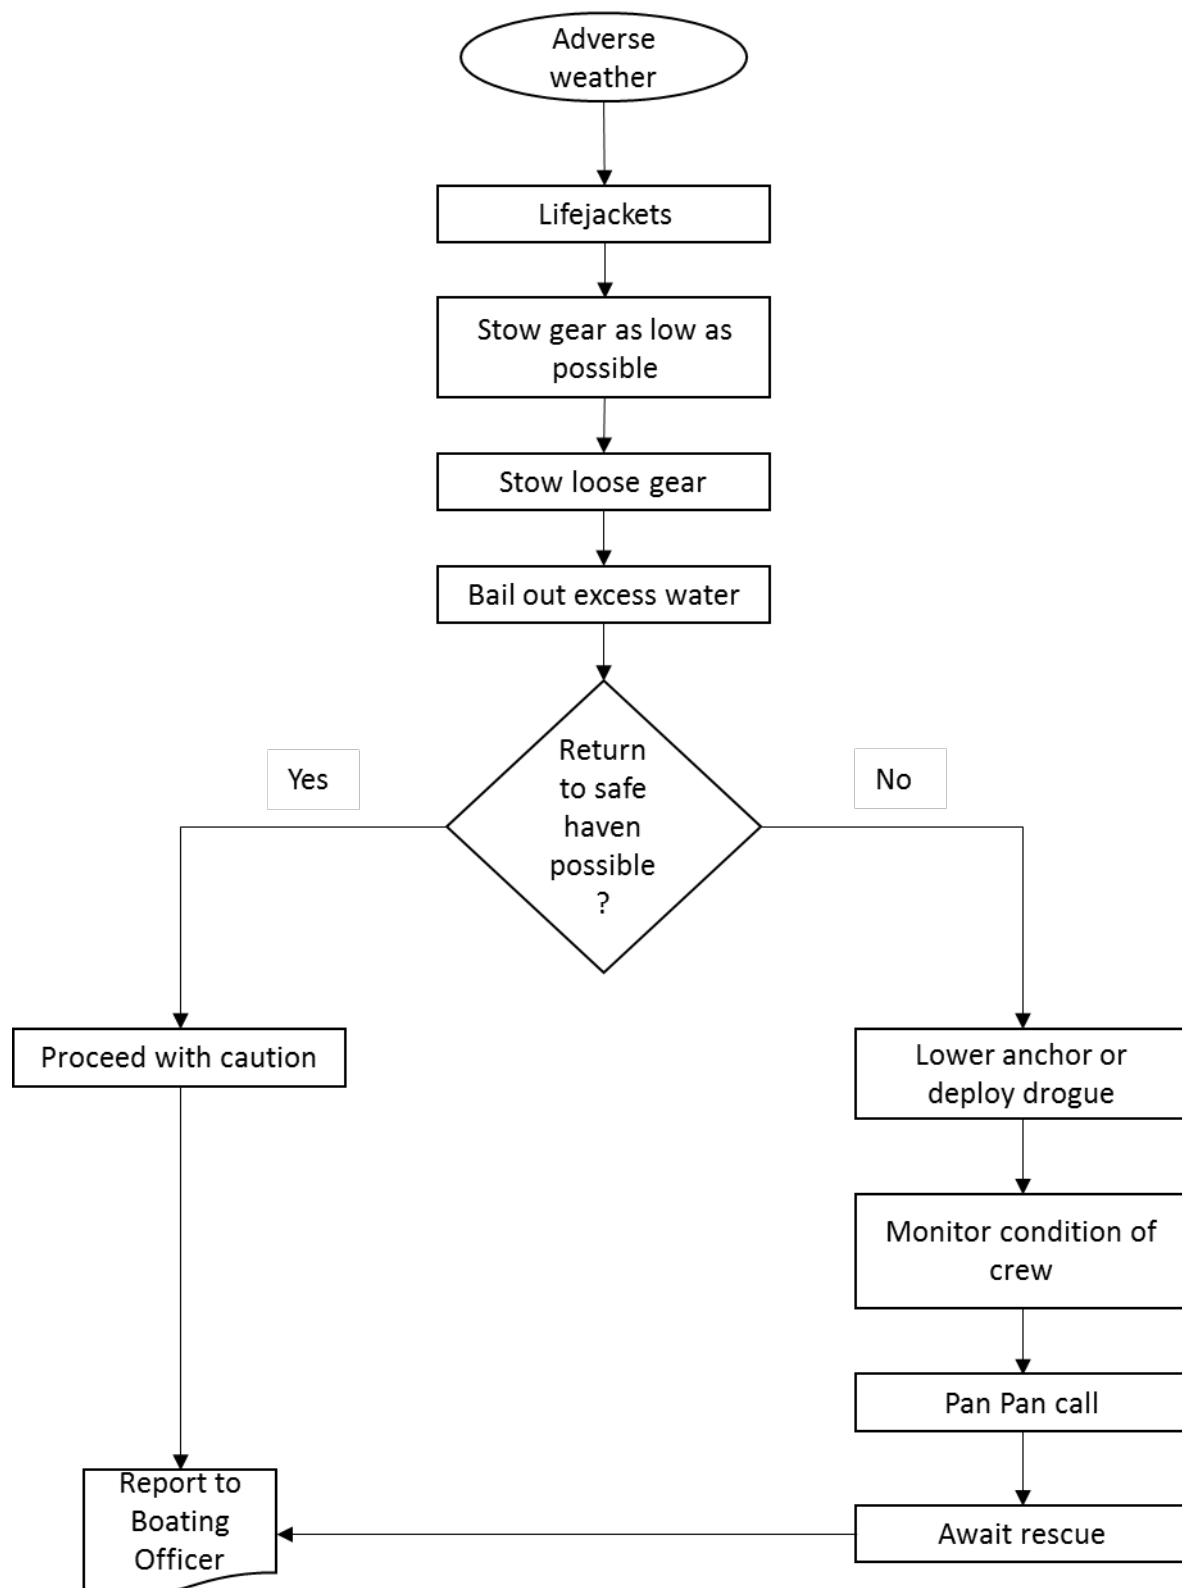 Adverse
weather
Lifejackets
Stow gear as low as
possible
Stow loose gear
Bail out excess water
Return
to safe
haven
possible
?
Yes
No
Proceed with caution
Lower anchor or
deploy drogue
Monitor condition of
crew
Pan Pan call
Await rescue
Report to
Boating
Officer